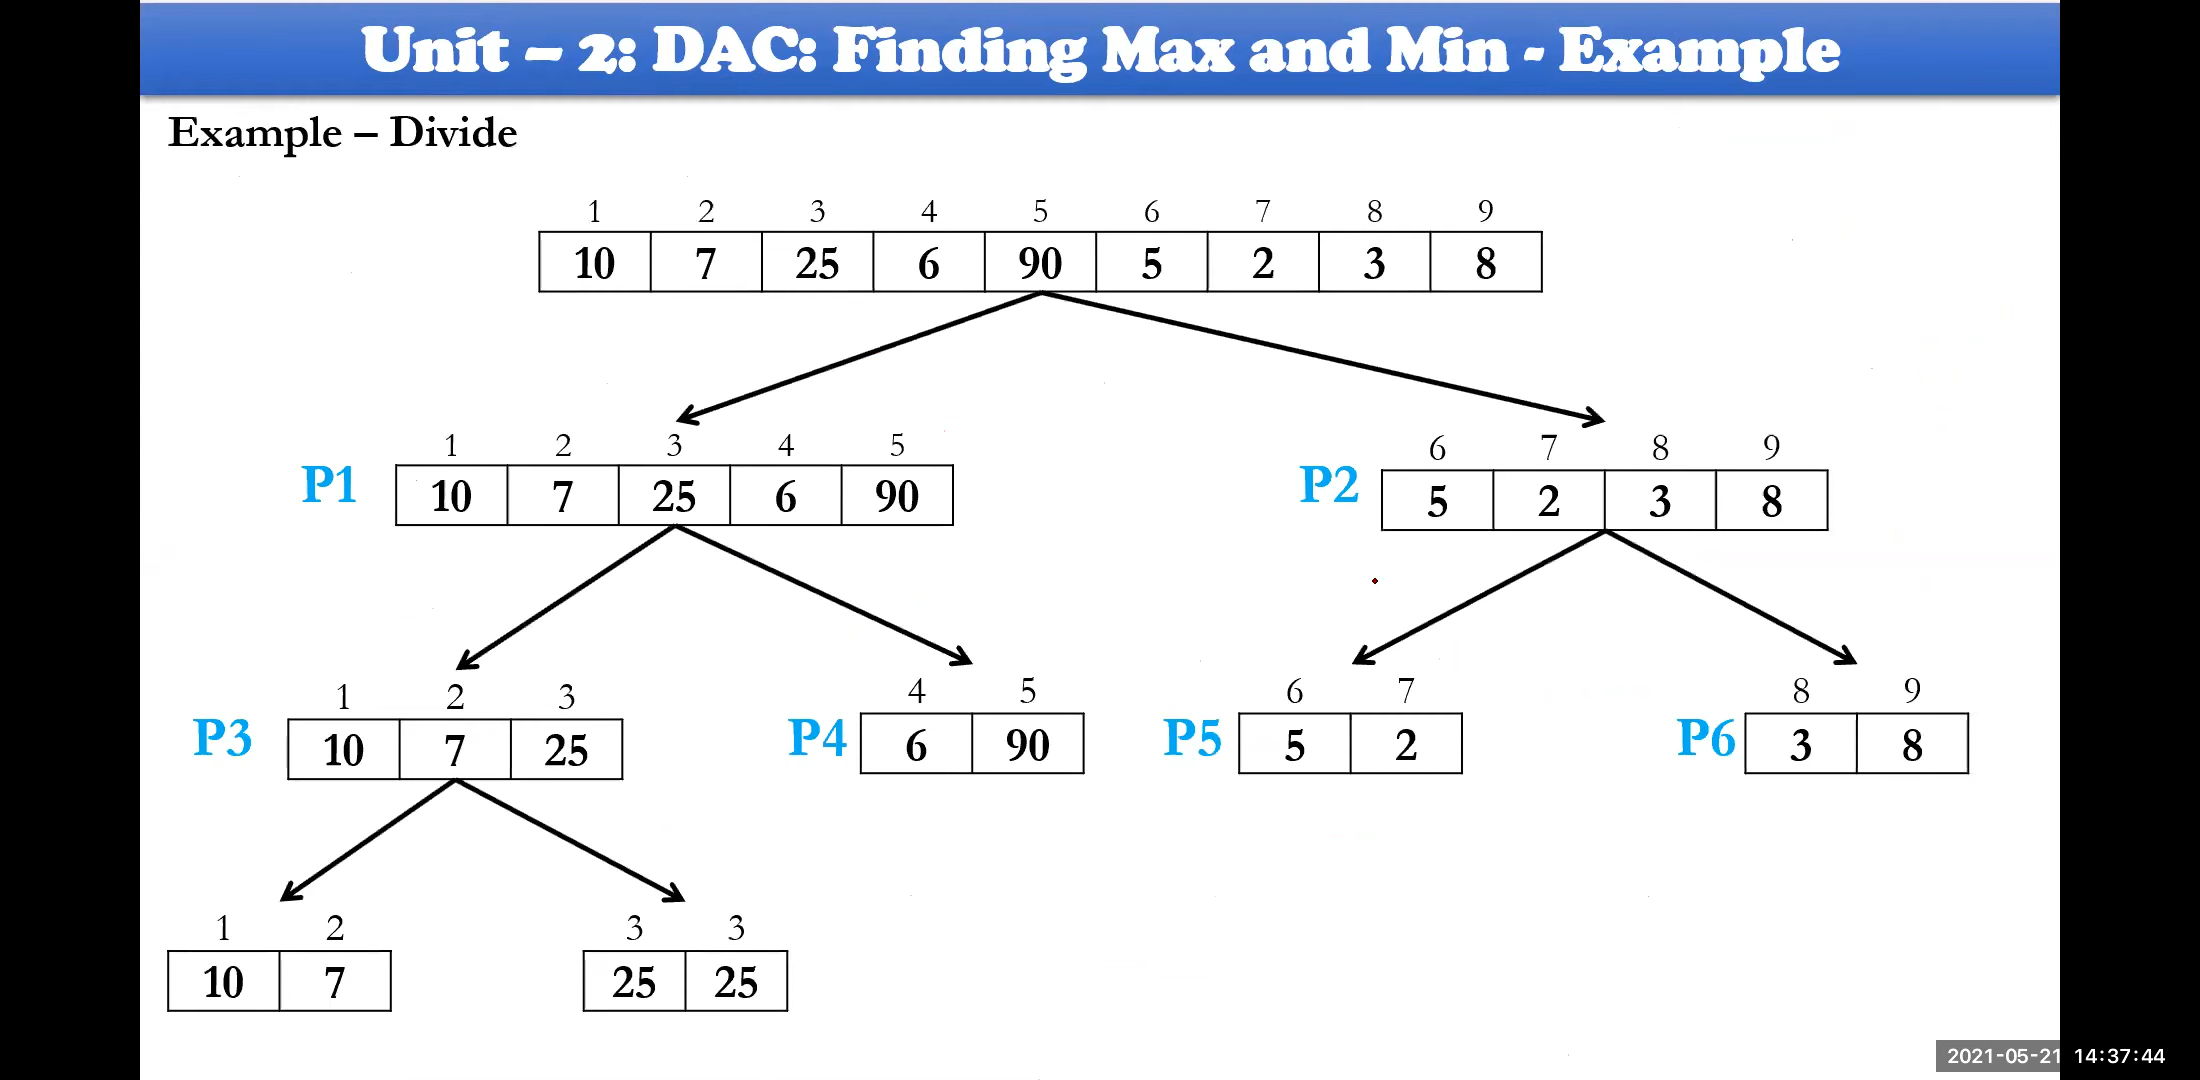 Unit – 2: DAC: Finding Max and Min - Example
Example – Divide
1 2 3 4 5 6 7 8 9
10 7 25 6 90 5 2 3 8
1 2 3 4 5
P1 10 7 25 6 90
6 7 8 9
P2 5 2 3 8
1 2 3
P3 10 7 25
4 5
P4 6 90
6 7
P5 5 2
8 9
P6 3 8
1 2
10 7
3 3
25 25
2021-05-21 14:37:44